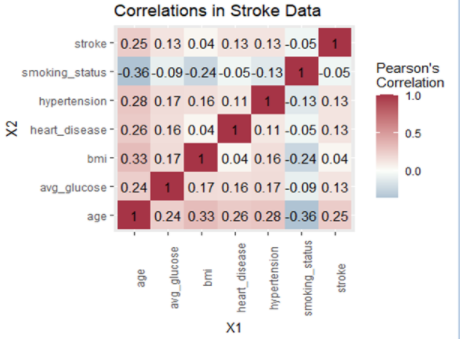 Correlations in Stroke Data
stroke 0.25 0.13 0.04 0.13 0.13 -0.05 1
smoking_status -0.36 -0.09 -0.24 -0.05 -0.13 1 -0.05
hypertension 0.28 0.17 0.16 0.11 1 -0.13 0.13
heart_disease 0.26 0.16 0.04 1 0.11 -0.05 0.13
bmi 0.33 0.17 1 0.04 0.16 -0.24 0.04
avg_glucose 0.24 1 0.17 0.16 0.17 -0.09 0.13
age 1 0.24 0.33 0.26 0.28 -0.36 0.25
X2
age
avg_glucose
bmi
heart_disease
hypertension
smoking_status
stroke
X1
Pearson's
Correlation
1.0
0.5
0.0